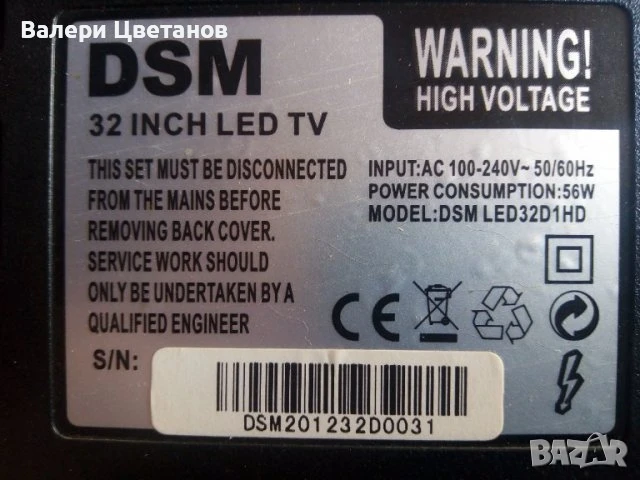 Валери Цветанов
DSM
32 INCH LED TV
WARNING!
HIGH VOLTAGE
THIS SET MUST BE DISCONNECTED
FROM THE MAINS BEFORE
REMOVING BACK COVER.
SERVICE WORK SHOULD
ONLY BE UNDERTAKEN BY A
QUALIFIED ENGINEER
INPUT:AC 100-240V~ 50/60Hz
POWER CONSUMPTION:56W
MODEL:DSM LED32D1HD
CE
S/N:
DSM201232D0031
BAZAR